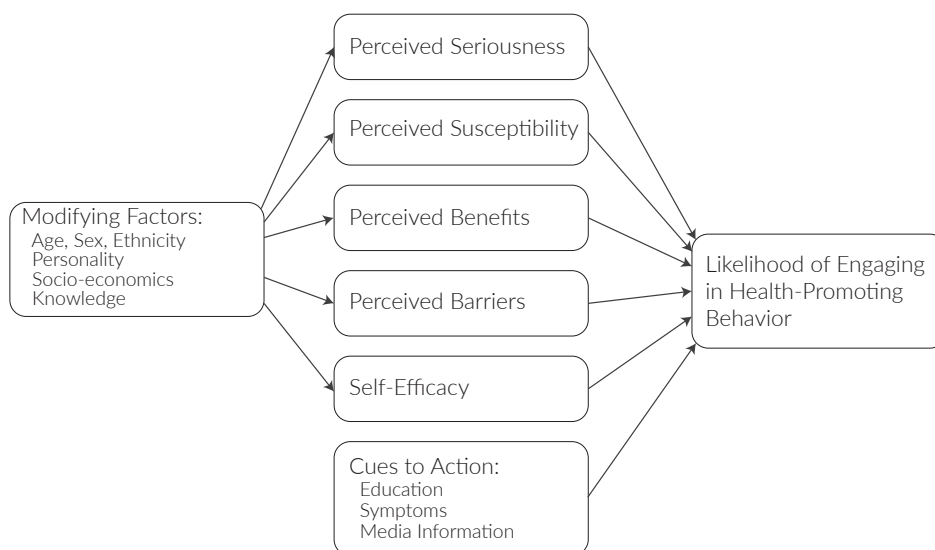 Perceived Seriousness
Perceived Susceptibility
Modifying Factors:
Age, Sex, Ethnicity
Personality
Socio-economics
Knowledge
Perceived Benefits
Perceived Barriers
Self-Efficacy
Cues to Action:
Education
Symptoms
Media Information
Likelihood of Engaging
in Health-Promoting
Behavior